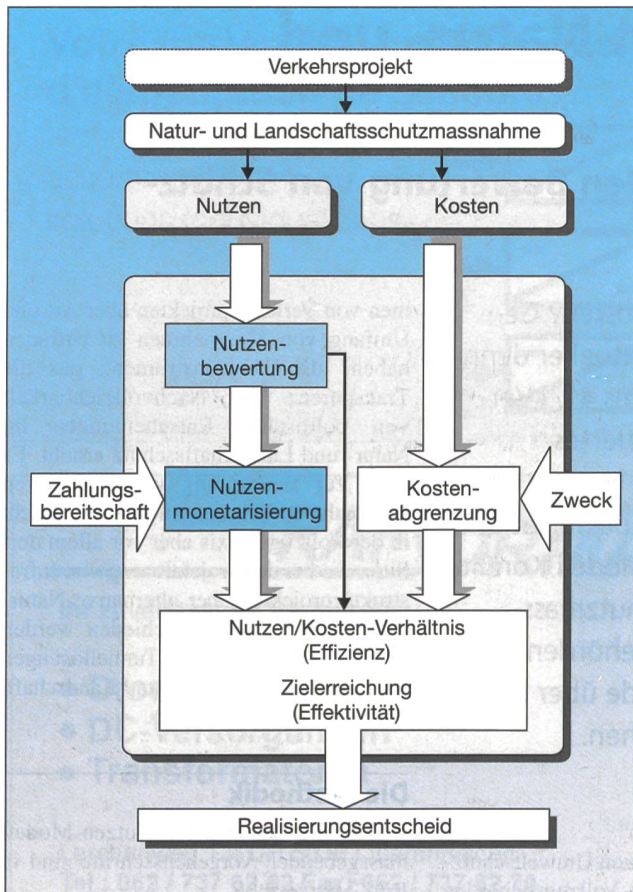 Verkehrsprojekt
Natur- und Landschaftsschutzmassnahme
Nutzen
Kosten
Nutzen-
bewertung
Zahlungs-
bereitschaft
Nutzen-
monetarisierung
Kosten-
abgrenzung
Zweck
Nutzen/Kosten-Verhältnis
(Effizienz)
Zielerreichung
(Effektivität)
Realisierungsentscheid